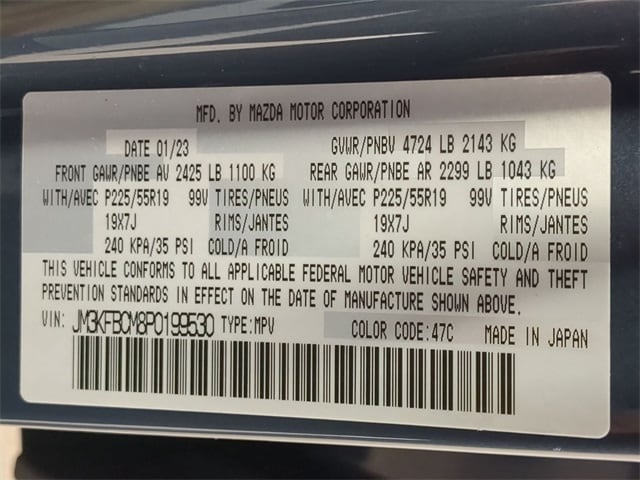 MFD. BY MAZDA MOTOR CORPORATION
DATE 01/23 GVWR/PNBV 4724 LB 2143 KG
FRONT GAWR/PNBE AV 2425 LB 1100 KG REAR GAWR/PNBE AR 2299 LB 1043 KG
WITH/AVEC P225/55R19 99V TIRES/PNEUS WITH/AVEC P225/55R19 99V TIRES/PNEUS
19X7J RIMS/JANTES 19X7J RIMS/JANTES
240 KPA/35 PSI COLD/A FROID 240 KPA/35 PSI COLD/A FROID
THIS VEHICLE CONFORMS TO ALL APPLICABLE FEDERAL MOTOR VEHICLE SAFETY AND THEFT
PREVENTION STANDARDS IN EFFECT ON THE DATE OF MANUFACTURE SHOWN ABOVE.
VIN: JM3KFBCM8P0199530 TYPE:MPV COLOR CODE:47C MADE IN JAPAN